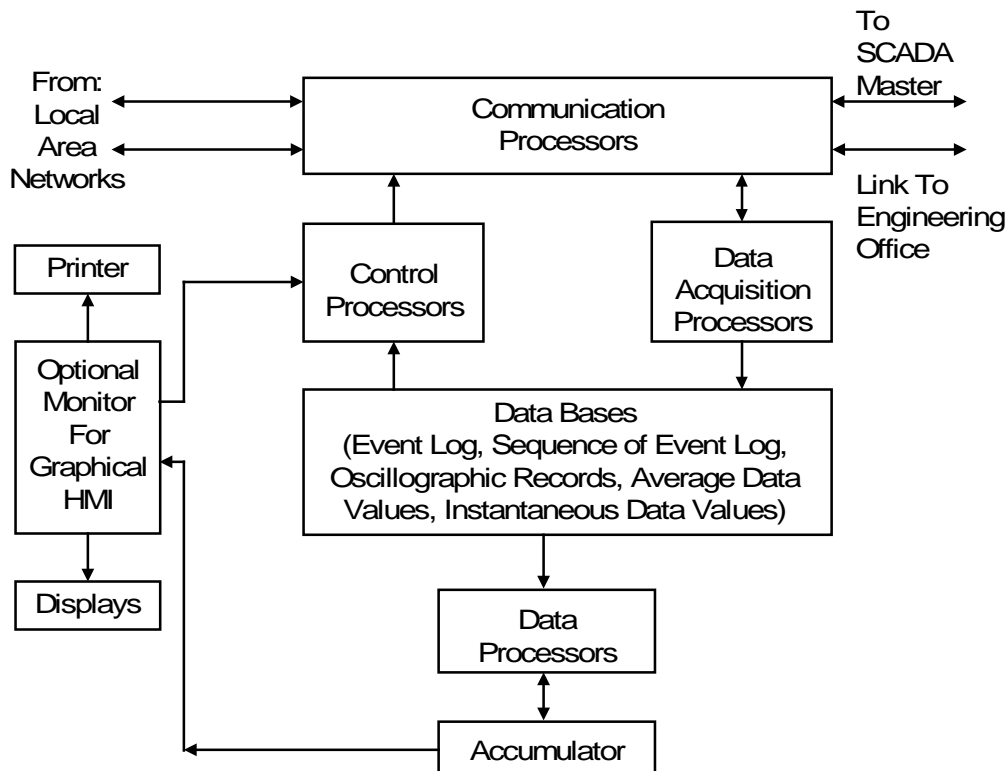 From:
Local
Area
Networks
Communication
Processors
To
SCADA
Master
Link To
Engineering
Office
Printer
Control
Processors
Data
Acquisition
Processors
Optional
Monitor
For
Graphical
HMI
Data Bases
(Event Log, Sequence of Event Log,
Oscillographic Records, Average Data
Values, Instantaneous Data Values)
Displays
Data
Processors
Accumulator